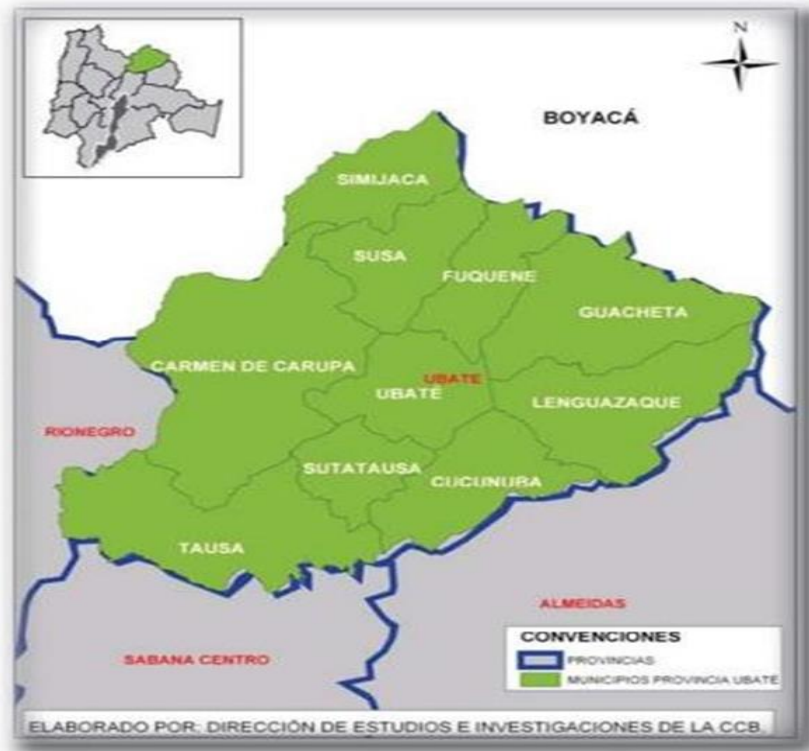 N
BOYACÁ
SIMIJACA
SUSA
FUQUENE
GUACHETA
CARMEN DE CARUPA
UBATE
UBATE
LENGUAZAQUE
RIONEGRO
SUTATAUSA
CUCUNUBA
TAUSA
ALMEIDAS
SABANA CENTRO
CONVENCIONES
PROVINCIAS
MUNICIPIOS PROVINCIA UBATE
ELABORADO POR: DIRECCIÓN DE ESTUDIOS E INVESTIGACIONES DE LA CCB.